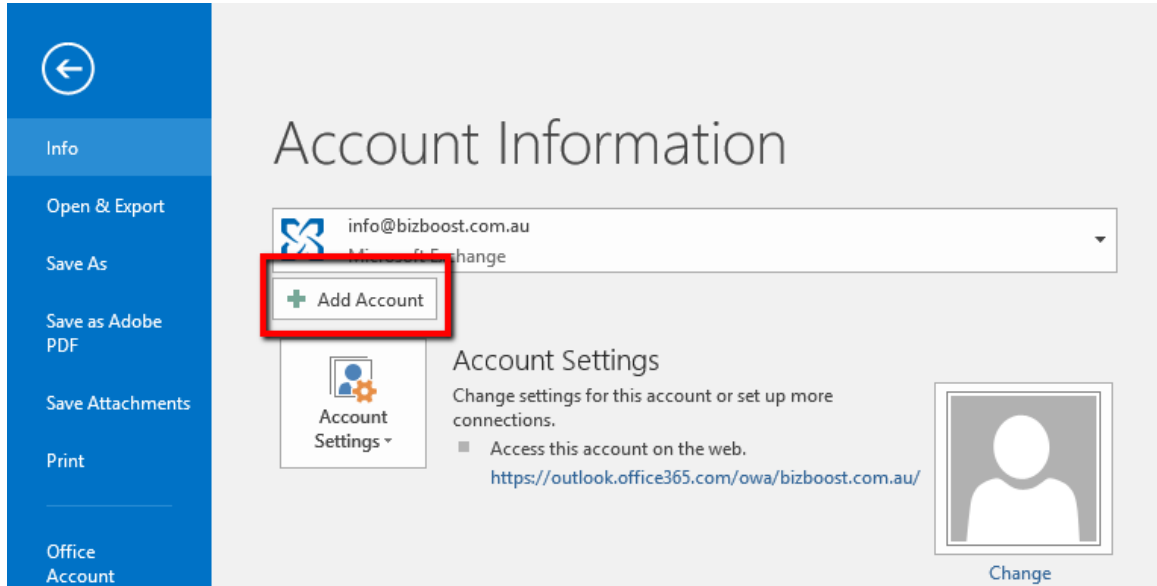 Info
Open & Export
Save As
Save as Adobe
PDF
Save Attachments
Print
Office
Account
Account Information
info@bizboost.com.au
Microsoft Exchange
Add Account
Account
Settings
Account Settings
Change settings for this account or set up more
connections.
Access this account on the web.
https://outlook.office365.com/owa/bizboost.com.au/
Change